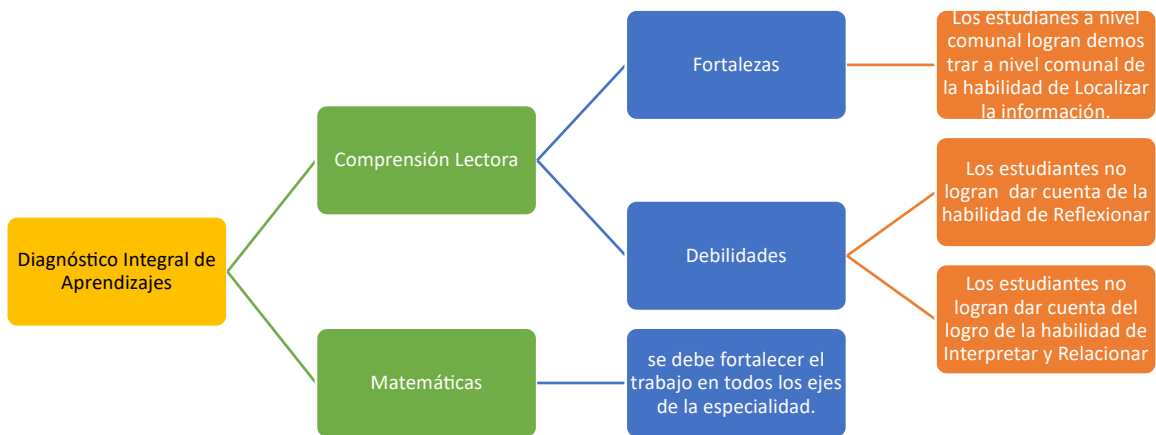 Diagnóstico Integral de
Aprendizajes
Comprensión Lectora
Fortalezas
Los estudianes a nivel
comunal logran demos
trar a nivel comunal de
la habilidad de Localizar
la información.
Debilidades
Los estudiantes no
logran dar cuenta de la
habilidad de Reflexionar
Los estudiantes no
logran dar cuenta del
logro de la habilidad de
Interpretar y Relacionar
Matemáticas
se debe fortalecer el
trabajo en todos los ejes
de la especialidad.